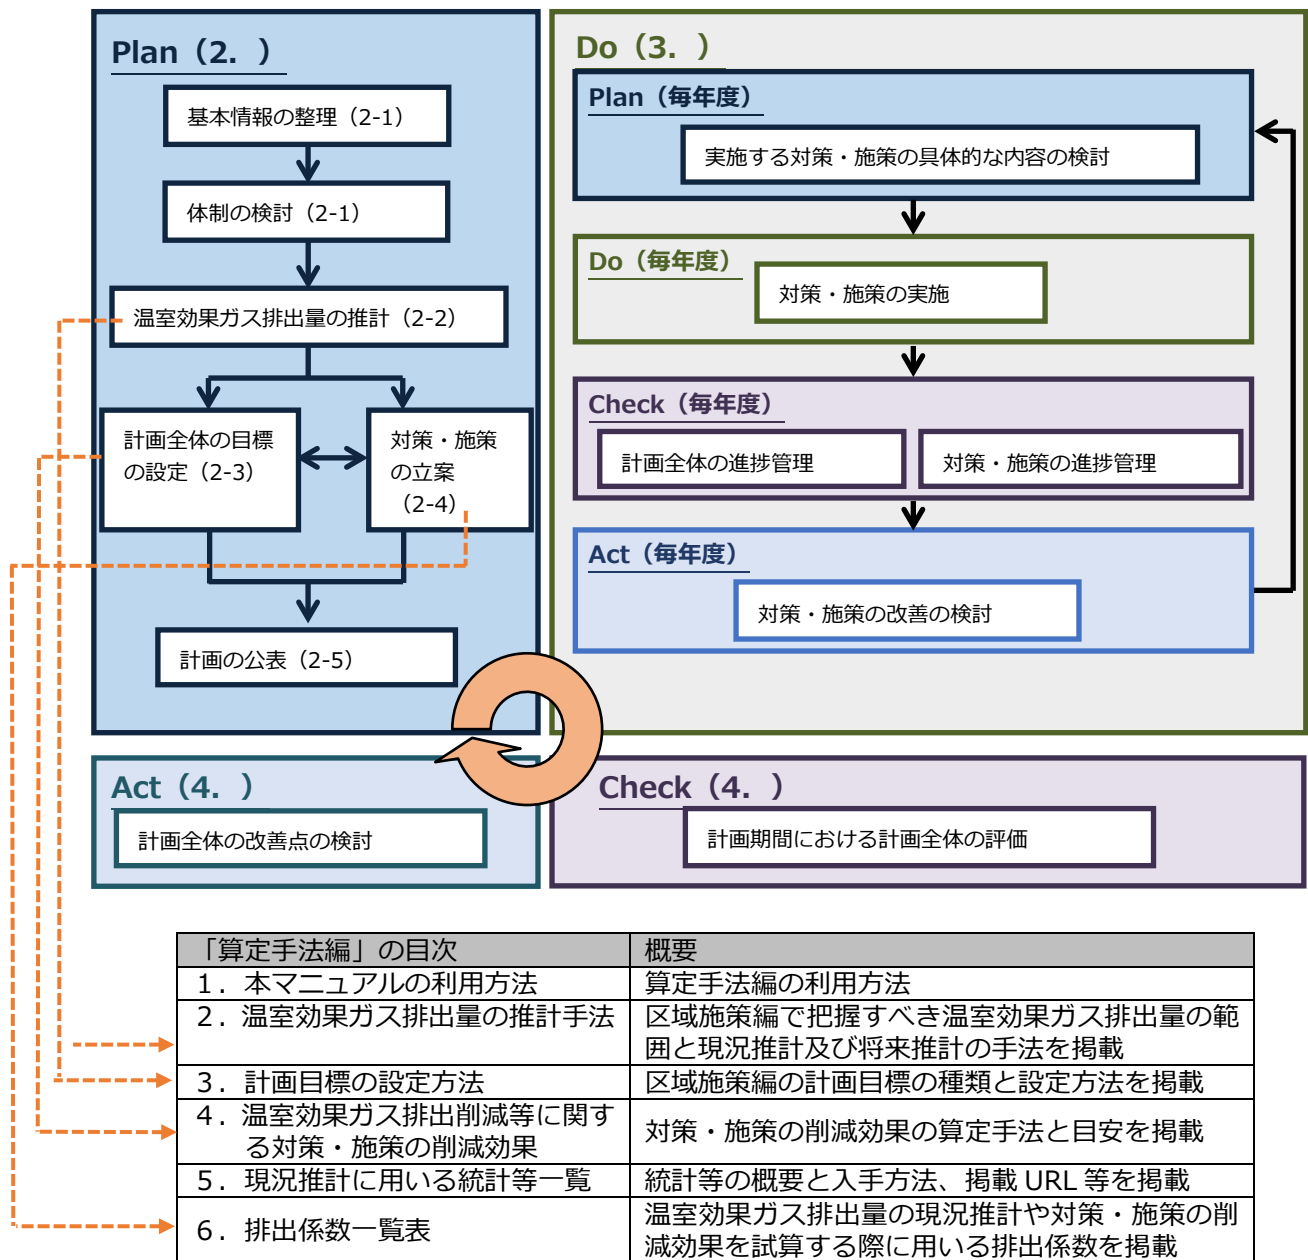 Plan（2. ）
基本情報の整理（2-1）
体制の検討（2-1）
温室効果ガス排出量の推計（2-2）
計画全体の目標
の設定（2-3）
対策・施策
の立案
（2-4）
計画の公表（2-5）
Do（3. ）
Plan（毎年度）
実施する対策・施策の具体的な内容の検討
Do（毎年度）
対策・施策の実施
Check（毎年度）
計画全体の進捗管理
対策・施策の進捗管理
Act（毎年度）
対策・施策の改善の検討
Act（4. ）
計画全体の改善点の検討
Check（4. ）
計画期間における計画全体の評価
「算定手法編」の目次 概要
1．本マニュアルの利用方法 算定手法編の利用方法
2．温室効果ガス排出量の推計手法 区域施策編で把握すべき温室効果ガス排出量の範
囲と現況推計及び将来推計の手法を掲載
3．計画目標の設定方法 区域施策編の計画目標の種類と設定方法を掲載
4．温室効果ガス排出削減等に関す
る対策・施策の削減効果
対策・施策の削減効果の算定手法と目安を掲載
5．現況推計に用いる統計等一覧 統計等の概要と入手方法、掲載 URL 等を掲載
6．排出係数一覧表
温室効果ガス排出量の現況推計や対策・施策の削
減効果を試算する際に用いる排出係数を掲載